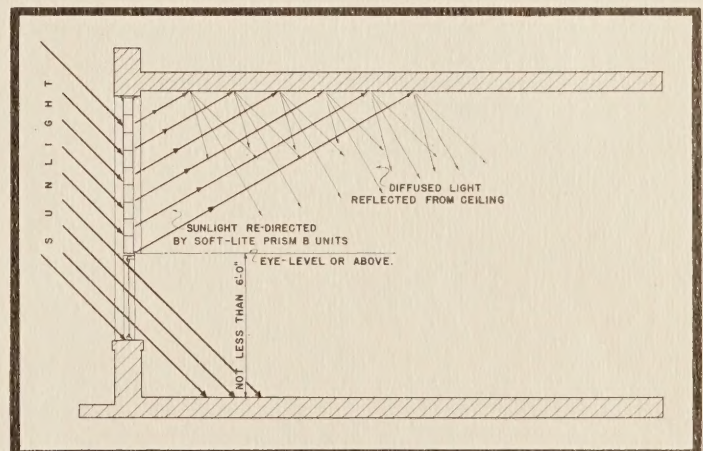 SUNLIGHT
DIFFUSED LIGHT
REFLECTED FROM CEILING
SUNLIGHT RE-DIRECTED
BY SOFT-LITE PRISM B UNITS
EYE-LEVEL OR ABOVE.
NOT LESS THAN 6'-0"